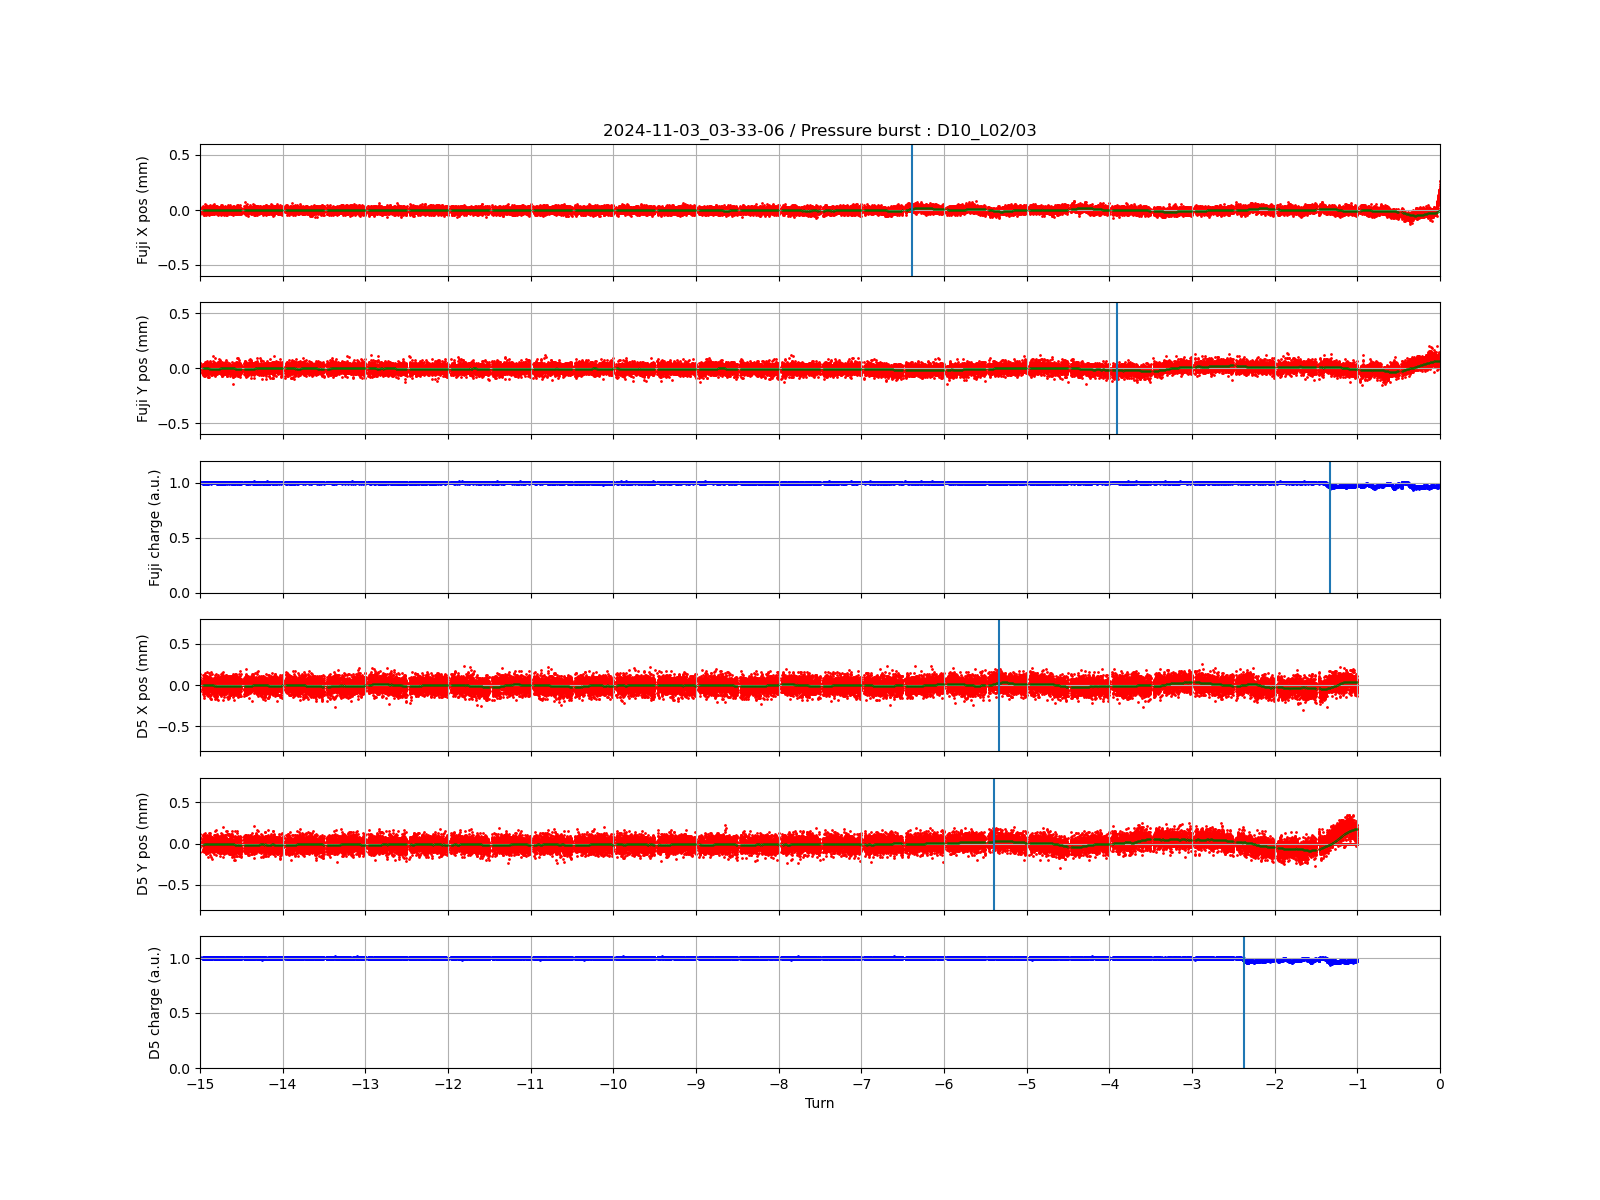 2024-11-03_03-33-06 / Pressure burst : D10_L02/03
Fuji X pos (mm)
0.5
0.0
−0.5
Fuji Y pos (mm)
0.5
0.0
−0.5
Fuji charge (a.u.)
1.0
0.5
0.0
D5 X pos (mm)
0.5
0.0
−0.5
D5 Y pos (mm)
0.5
0.0
−0.5
D5 charge (a.u.)
1.0
0.5
0.0
−15 −14 −13 −12 −11 −10 −9 −8 −7 −6 −5 −4 −3 −2 −1 0
Turn